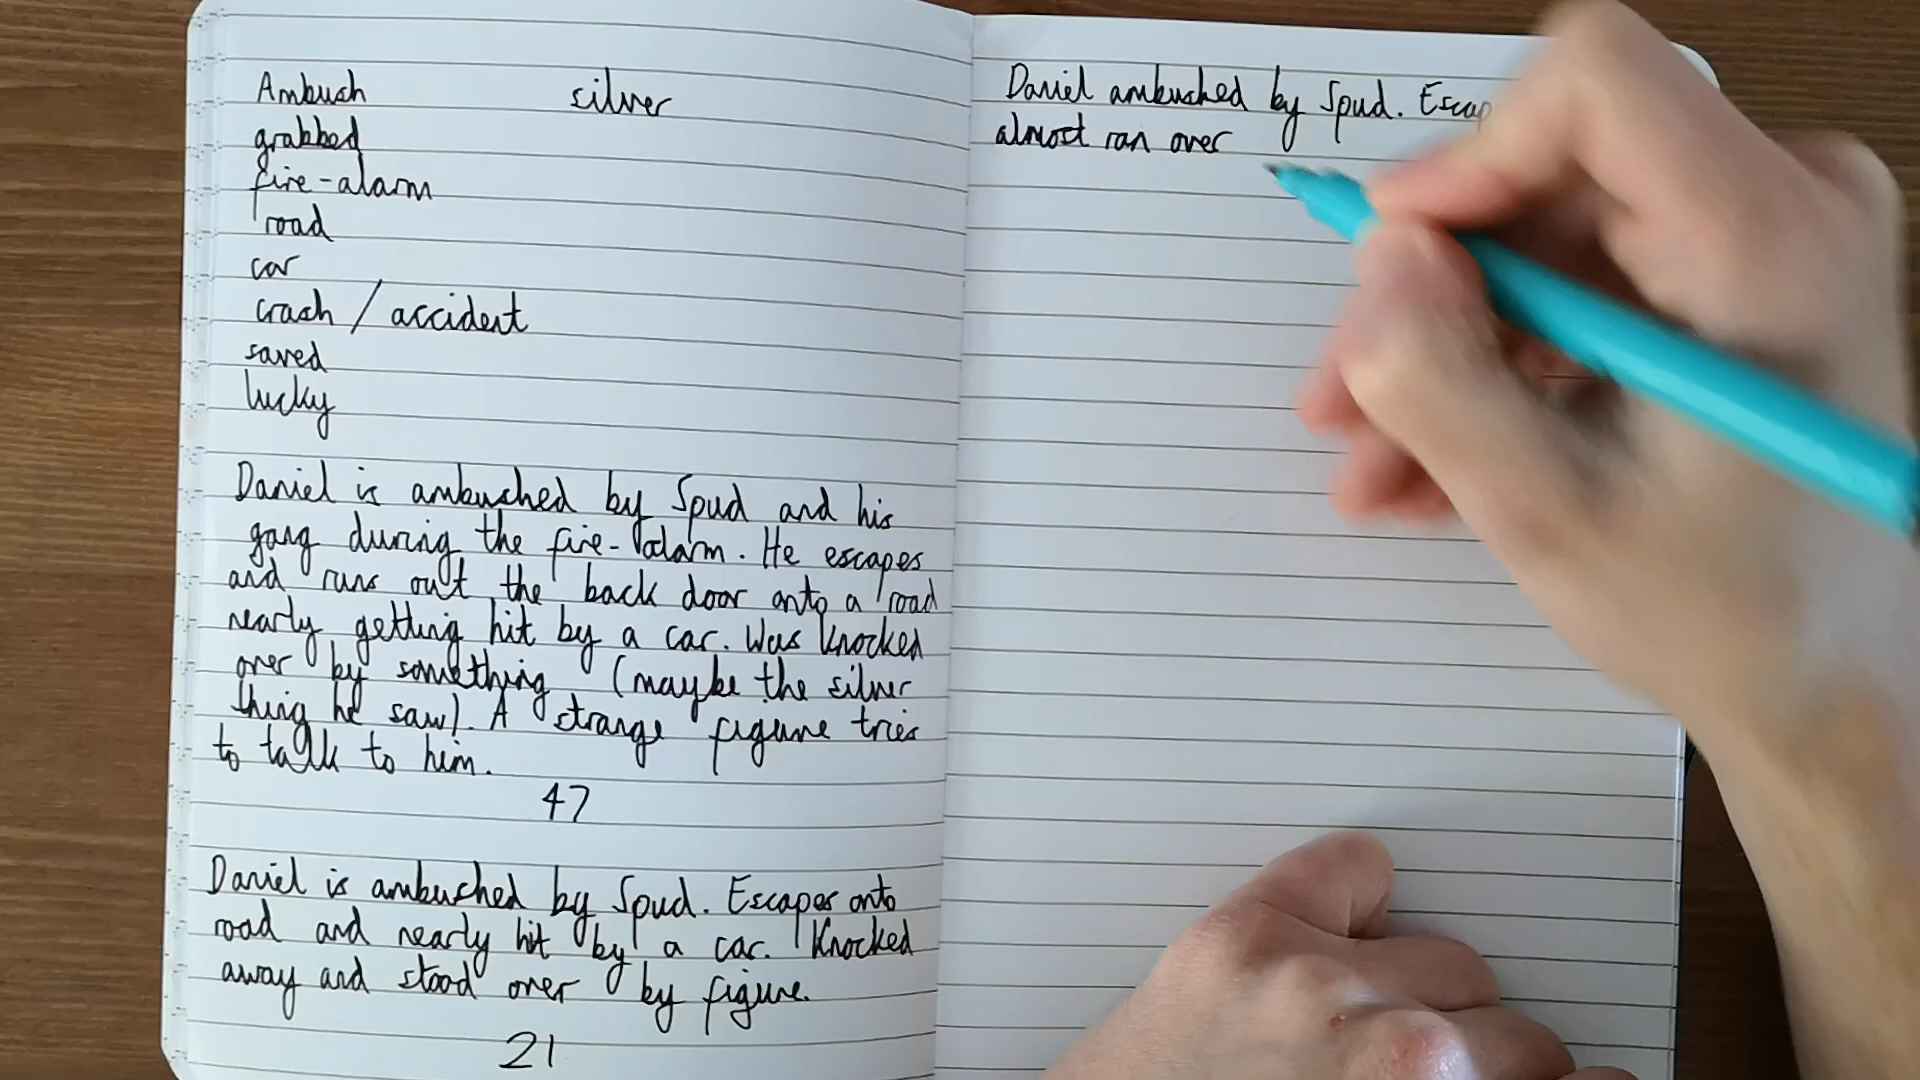 Ambush silver
grabbed
fire-alarm
road
car
crash / accident
saved
lucky
Daniel is ambushed by Spud and his
gang during the fire-alarm. He escapes
and runs out the back door onto a road
nearly getting hit by a car. Was knocked
over by something (maybe the silver
thing he saw). A strange figure tries
to talk to him.
47
Daniel is ambushed by Spud. Escapes onto
road and nearly hit by a car. Knocked
away and stood over by figure.
21
Daniel ambushed by Spud. Escap
almost ran over